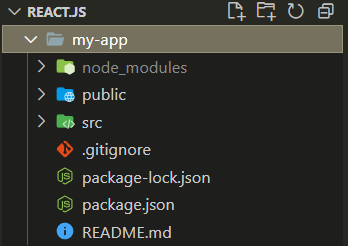 REACT.JS
my-app
node_modules
public
src
.gitignore
package-lock.json
package.json
README.md